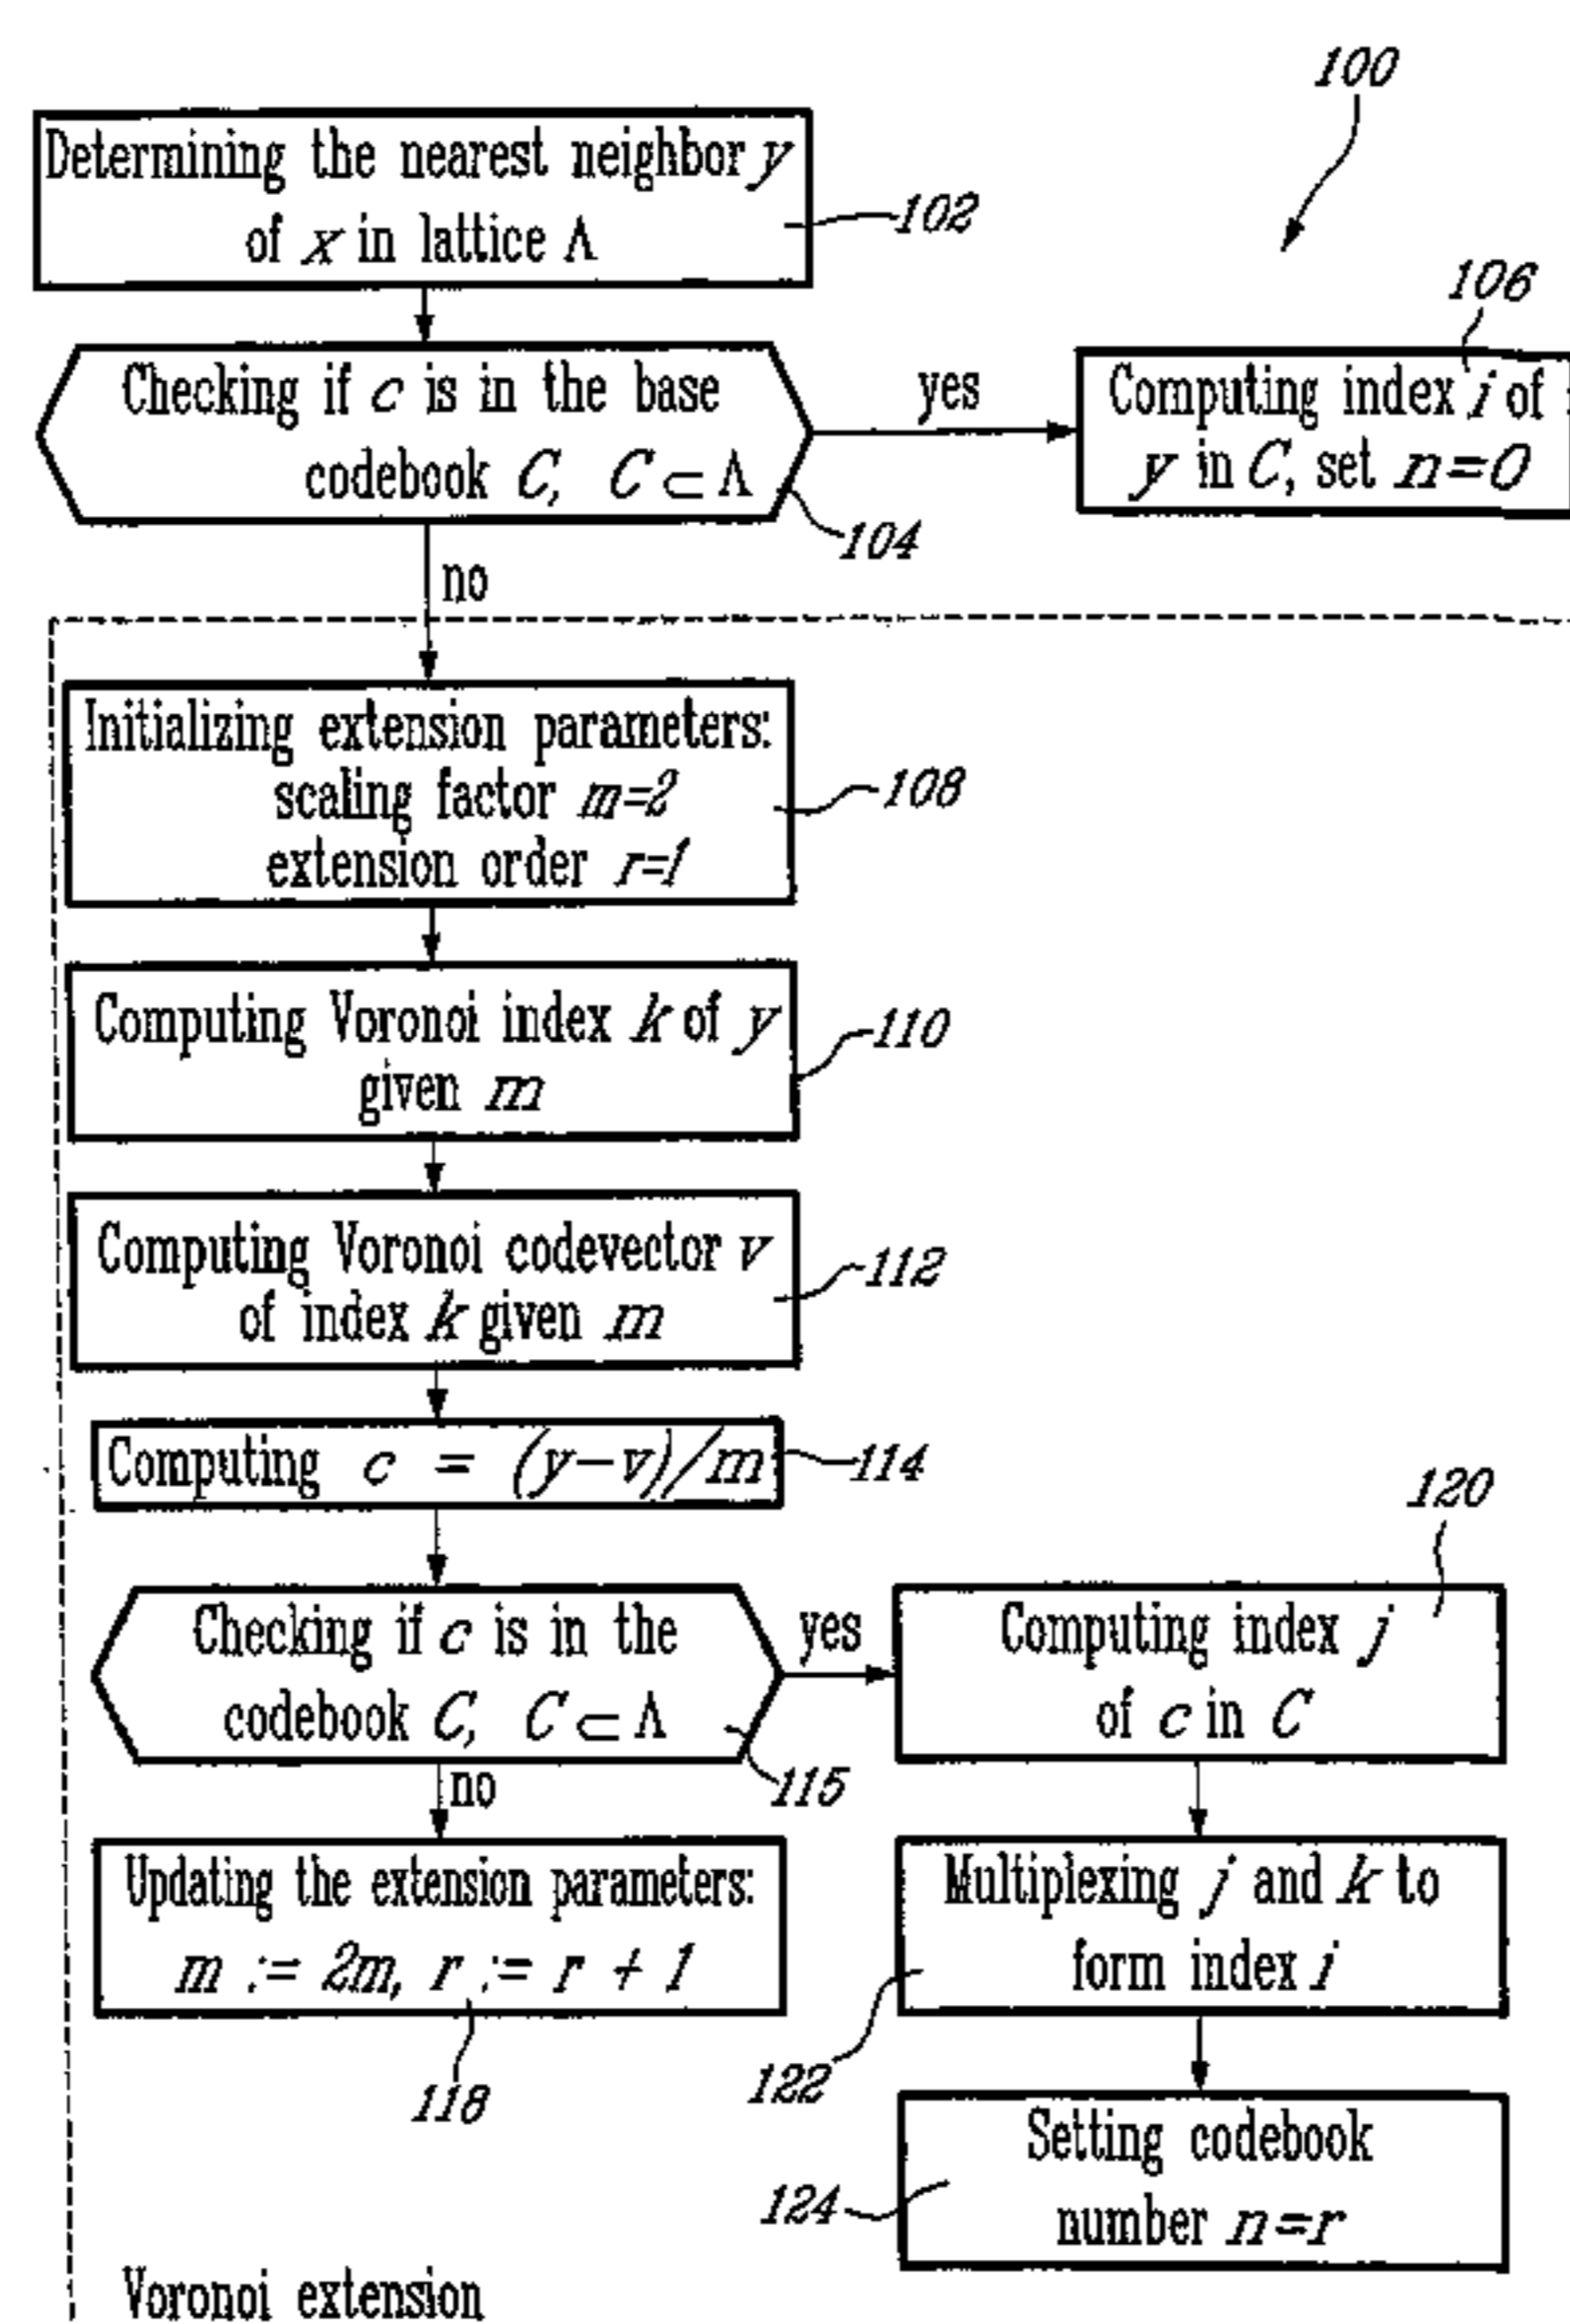 100
Determining the nearest neighbor y
of x in lattice Λ
102
106
Checking if c is in the base
codebook C, C ⊂ Λ
104
yes
Computing index i of
y in C, set n=0
no
Initializing extension parameters:
scaling factor m=2
extension order r=1
108
Computing Voronoi index k of y
given m
110
Computing Voronoi codevector v
of index k given m
112
Computing c = (y-v)/m
114
120
Checking if c is in the
codebook C, C ⊂ Λ
115
yes
Computing index j
of c in C
no
Updating the extension parameters:
m := 2m, r := r + 1
118
Multiplexing j and k to
form index i
122
Setting codebook
number n=r
124
Voronoi extension